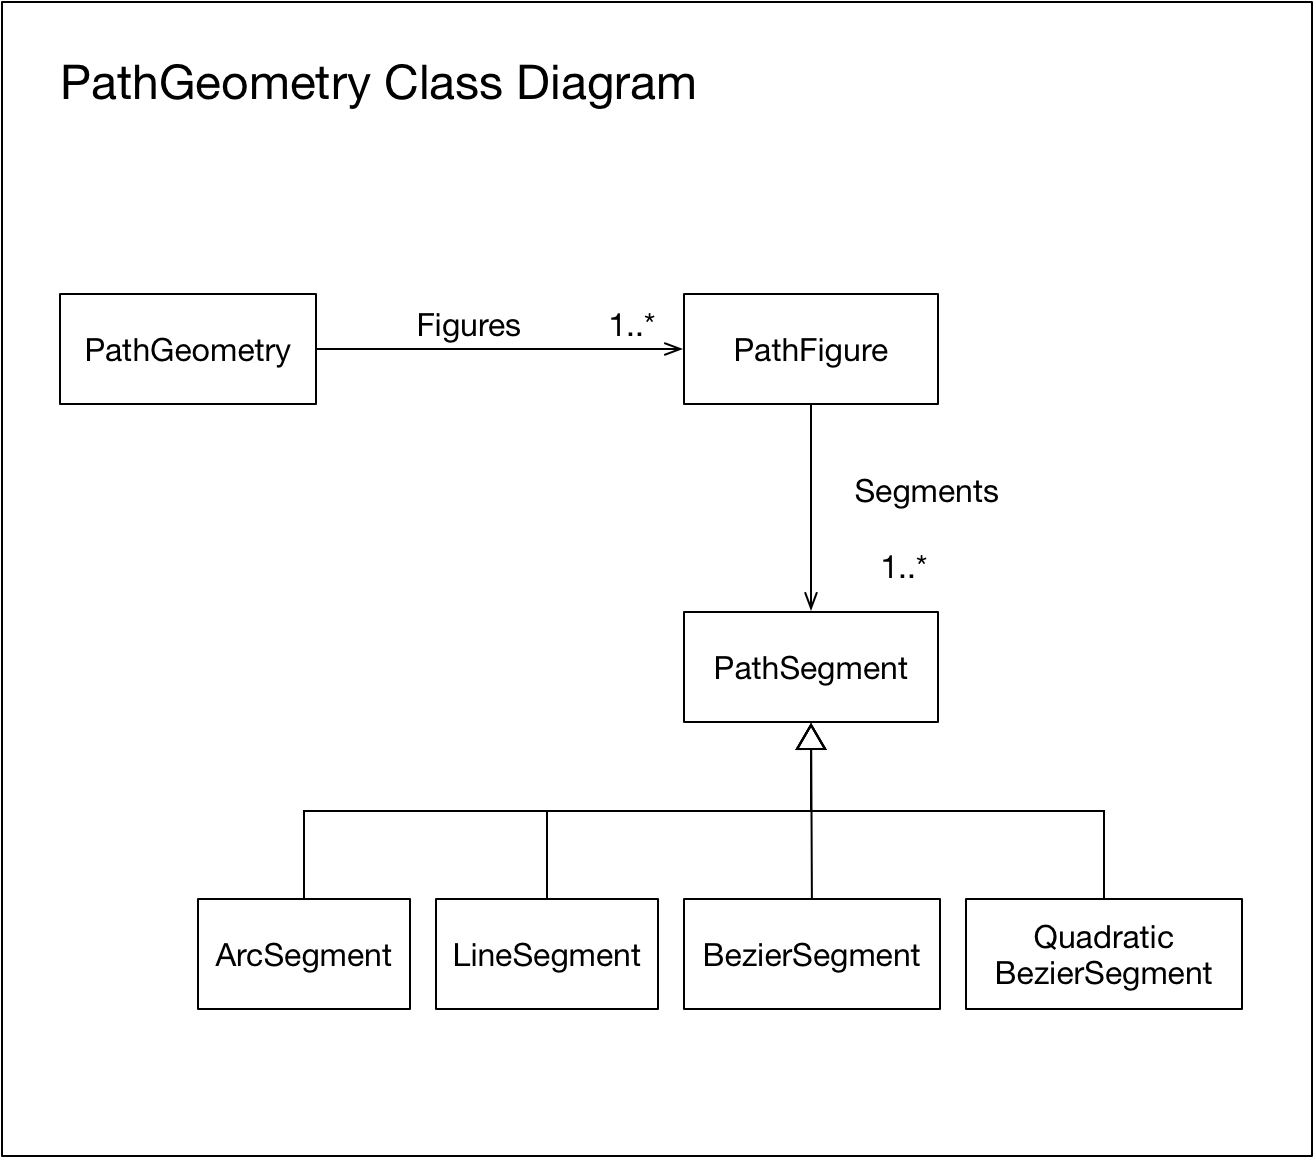 PathGeometry Class Diagram
PathGeometry
Figures
1..*
PathFigure
Segments
1..*
PathSegment
ArcSegment
LineSegment
BezierSegment
Quadratic
BezierSegment